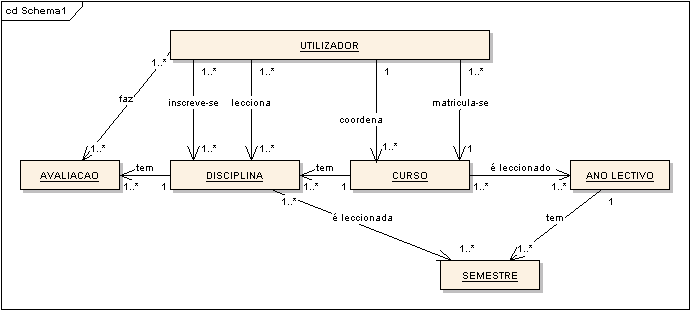 cd Schema1
UTILIZADOR
1..*
1..*
1..*
1
1..*
faz
inscreve-se
lecciona
matricula-se
coordena
1..*
1..*
1..*
1..*
1
AVALIACAO
tem
DISCIPLINA
tem
CURSO
é leccionado
ANO LECTIVO
1..*
1
1..*
1
1..*
1..*
1..*
1
é leccionada
tem
1..*
1..*
SEMESTRE